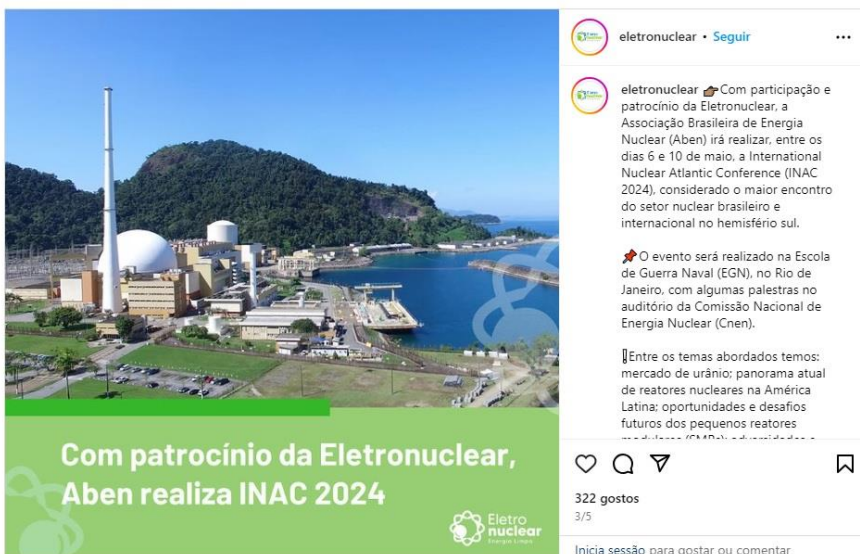 Com patrocínio da Eletronuclear,
Aben realiza INAC 2024
Eletro
nuclear
Energia Limpa
eletronuclear • Seguir
eletronuclear 👉🏽Com participação e
patrocínio da Eletronuclear, a
Associação Brasileira de Energia
Nuclear (Aben) irá realizar, entre os
dias 6 e 10 de maio, a International
Nuclear Atlantic Conference (INAC
2024), considerado o maior encontro
do setor nuclear brasileiro e
internacional no hemisfério sul.
📌O evento será realizado na Escola
de Guerra Naval (EGN), no Rio de
Janeiro, com algumas palestras no
auditório da Comissão Nacional de
Energia Nuclear (Cnen).
❕Entre os temas abordados temos:
mercado de urânio; panorama atual
de reatores nucleares na América
Latina; oportunidades e desafios
futuros dos pequenos reatores
modulares (SMRs); adversidades e
322 gostos
3/5
Inicia sessão para gostar ou comentar